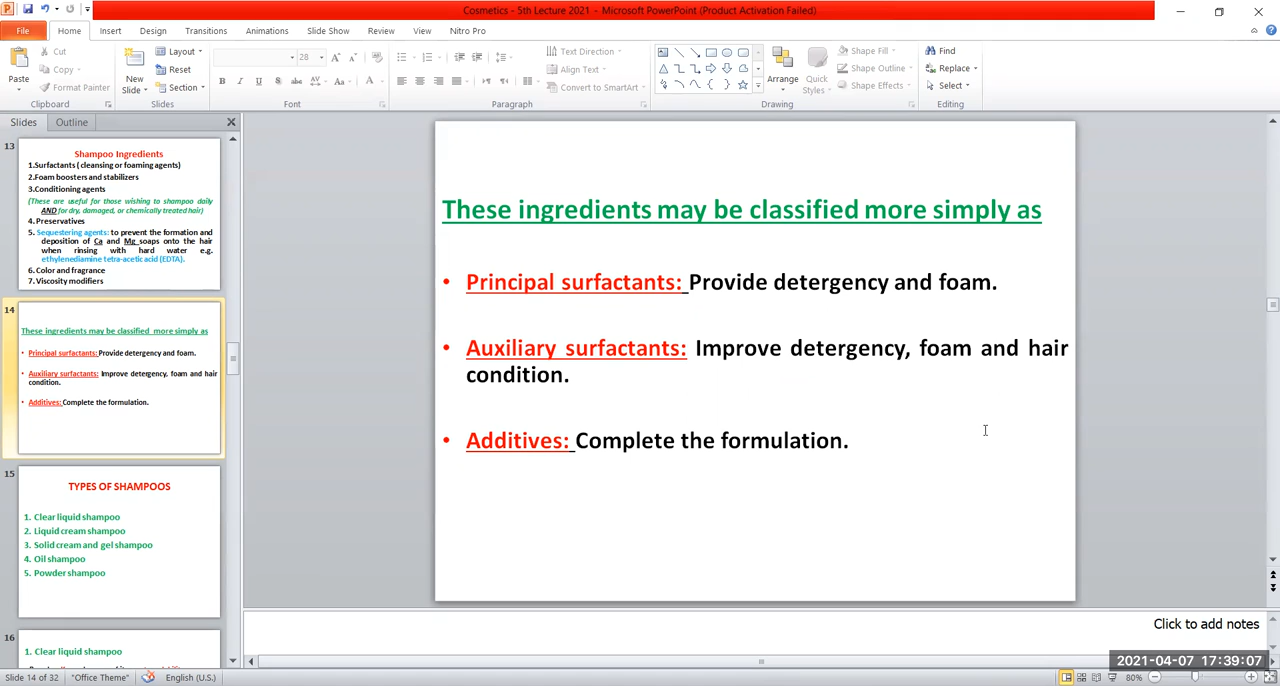 Cosmetics - 5th Lecture 2021 - Microsoft PowerPoint (Product Activation Failed)
File Home Insert Design Transitions Animations Slide Show Review View Nitro Pro
Cut
Copy
Format Painter
Paste
Clipboard
New
Slide
Layout
Reset
Section
Slides
28
Font
Paragraph
Text Direction
Align Text
Convert to SmartArt
Arrange
Quick
Styles
Shape Fill
Shape Outline
Shape Effects
Drawing
Find
Replace
Select
Editing
Slides Outline
13
Shampoo Ingredients
1.Surfactants ( cleansing or foaming agents)
2.Foam boosters and stabilizers
3.Conditioning agents
(These are useful for those wishing to shampoo daily
AND for dry, damaged, or chemically treated hair)
4. Preservatives
5. Sequestering agents: to prevent the formation and
deposition of Ca and Mg soaps onto the hair
when rinsing with hard water e.g.
ethylenediamine tetra-acetic acid (EDTA).
6. Color and fragrance
7. Viscosity modifiers
14
These ingredients may be classified more simply as
• Principal surfactants: Provide detergency and foam.
• Auxiliary surfactants: Improve detergency, foam and hair
condition.
• Additives: Complete the formulation.
15
TYPES OF SHAMPOOS
1. Clear liquid shampoo
2. Liquid cream shampoo
3. Solid cream and gel shampoo
4. Oil shampoo
5. Powder shampoo
16
1. Clear liquid shampoo
These ingredients may be classified more simply as
• Principal surfactants: Provide detergency and foam.
• Auxiliary surfactants: Improve detergency, foam and hair
condition.
• Additives: Complete the formulation.
Click to add notes
2021-04-07 17:39:07
Slide 14 of 32 "Office Theme" English (U.S.) 80%